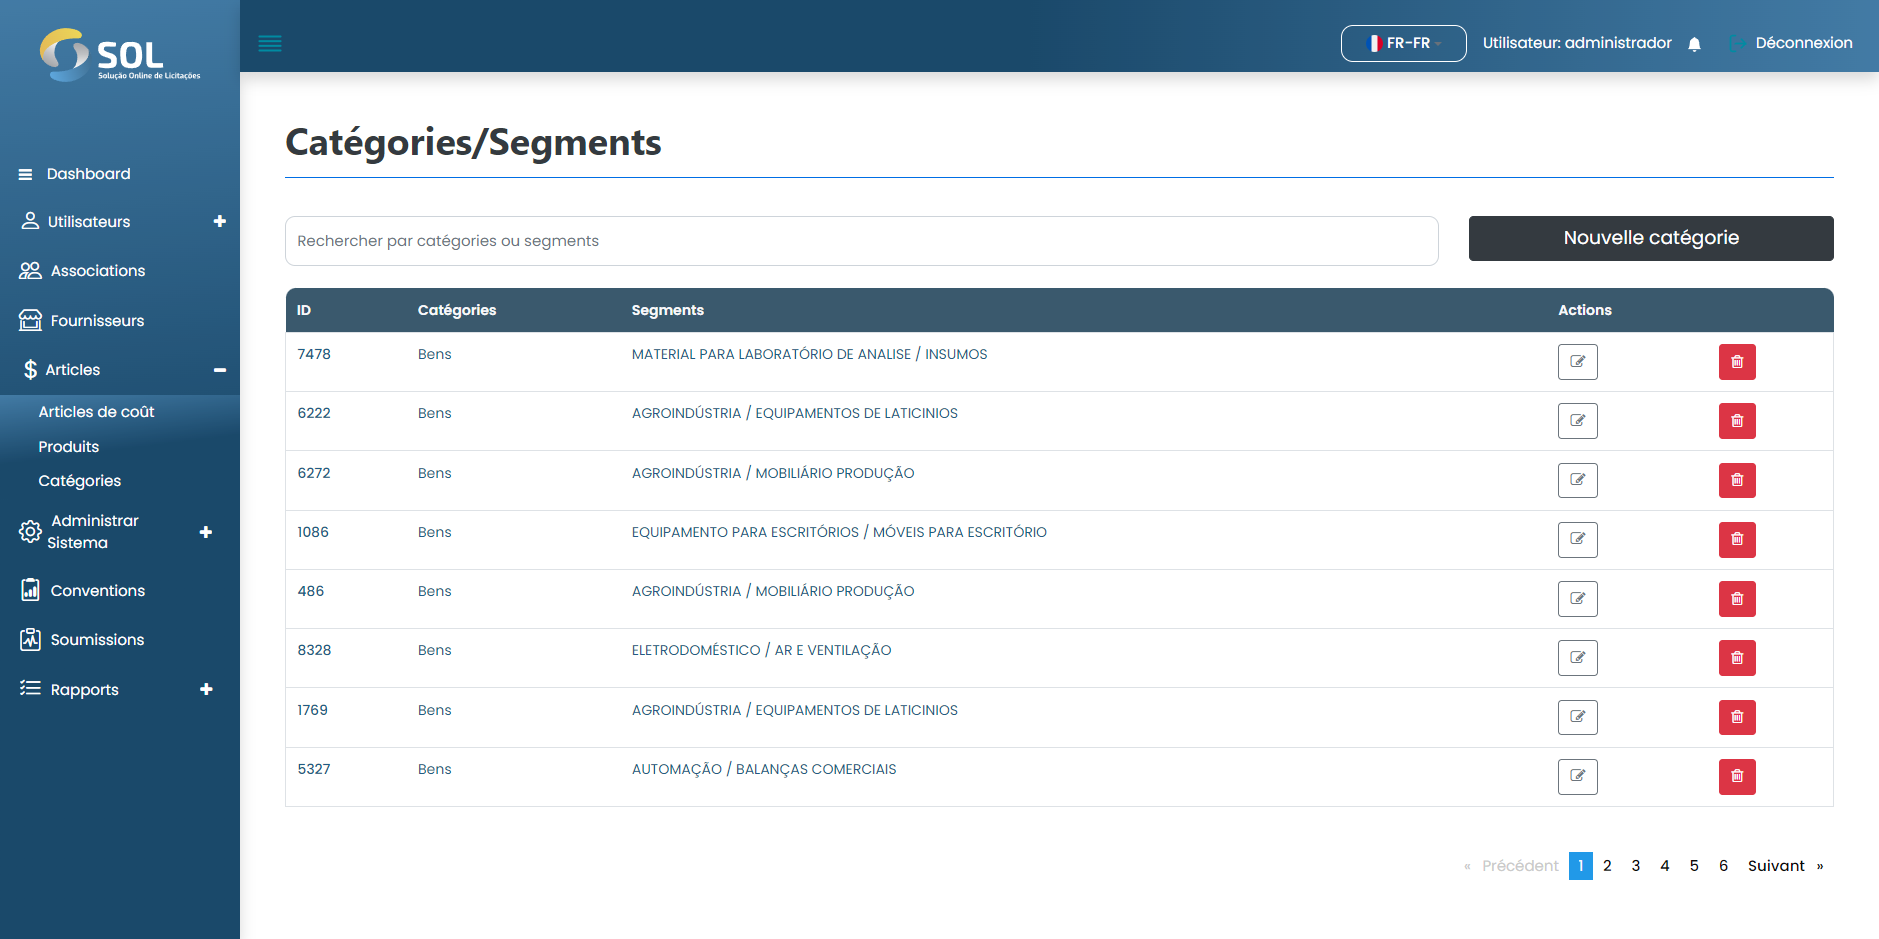 SOL
Solução Online de Licitações
FR-FR
Utilisateur: administrador
Déconnexion
Dashboard
Utilisateurs
Associations
Fournisseurs
Articles
Articles de coût
Produits
Catégories
Administrar
Sistema
Conventions
Soumissions
Rapports
Catégories/Segments
Rechercher par catégories ou segments
Nouvelle catégorie
ID Catégories Segments Actions
7478 Bens MATERIAL PARA LABORATÓRIO DE ANALISE / INSUMOS
6222 Bens AGROINDÚSTRIA / EQUIPAMENTOS DE LATICINIOS
6272 Bens AGROINDÚSTRIA / MOBILIÁRIO PRODUÇÃO
1086 Bens EQUIPAMENTO PARA ESCRITÓRIOS / MÓVEIS PARA ESCRITÓRIO
486 Bens AGROINDÚSTRIA / MOBILIÁRIO PRODUÇÃO
8328 Bens ELETRODOMÉSTICO / AR E VENTILAÇÃO
1769 Bens AGROINDÚSTRIA / EQUIPAMENTOS DE LATICINIOS
5327 Bens AUTOMAÇÃO / BALANÇAS COMERCIAIS
« Précédent 1 2 3 4 5 6 Suivant »